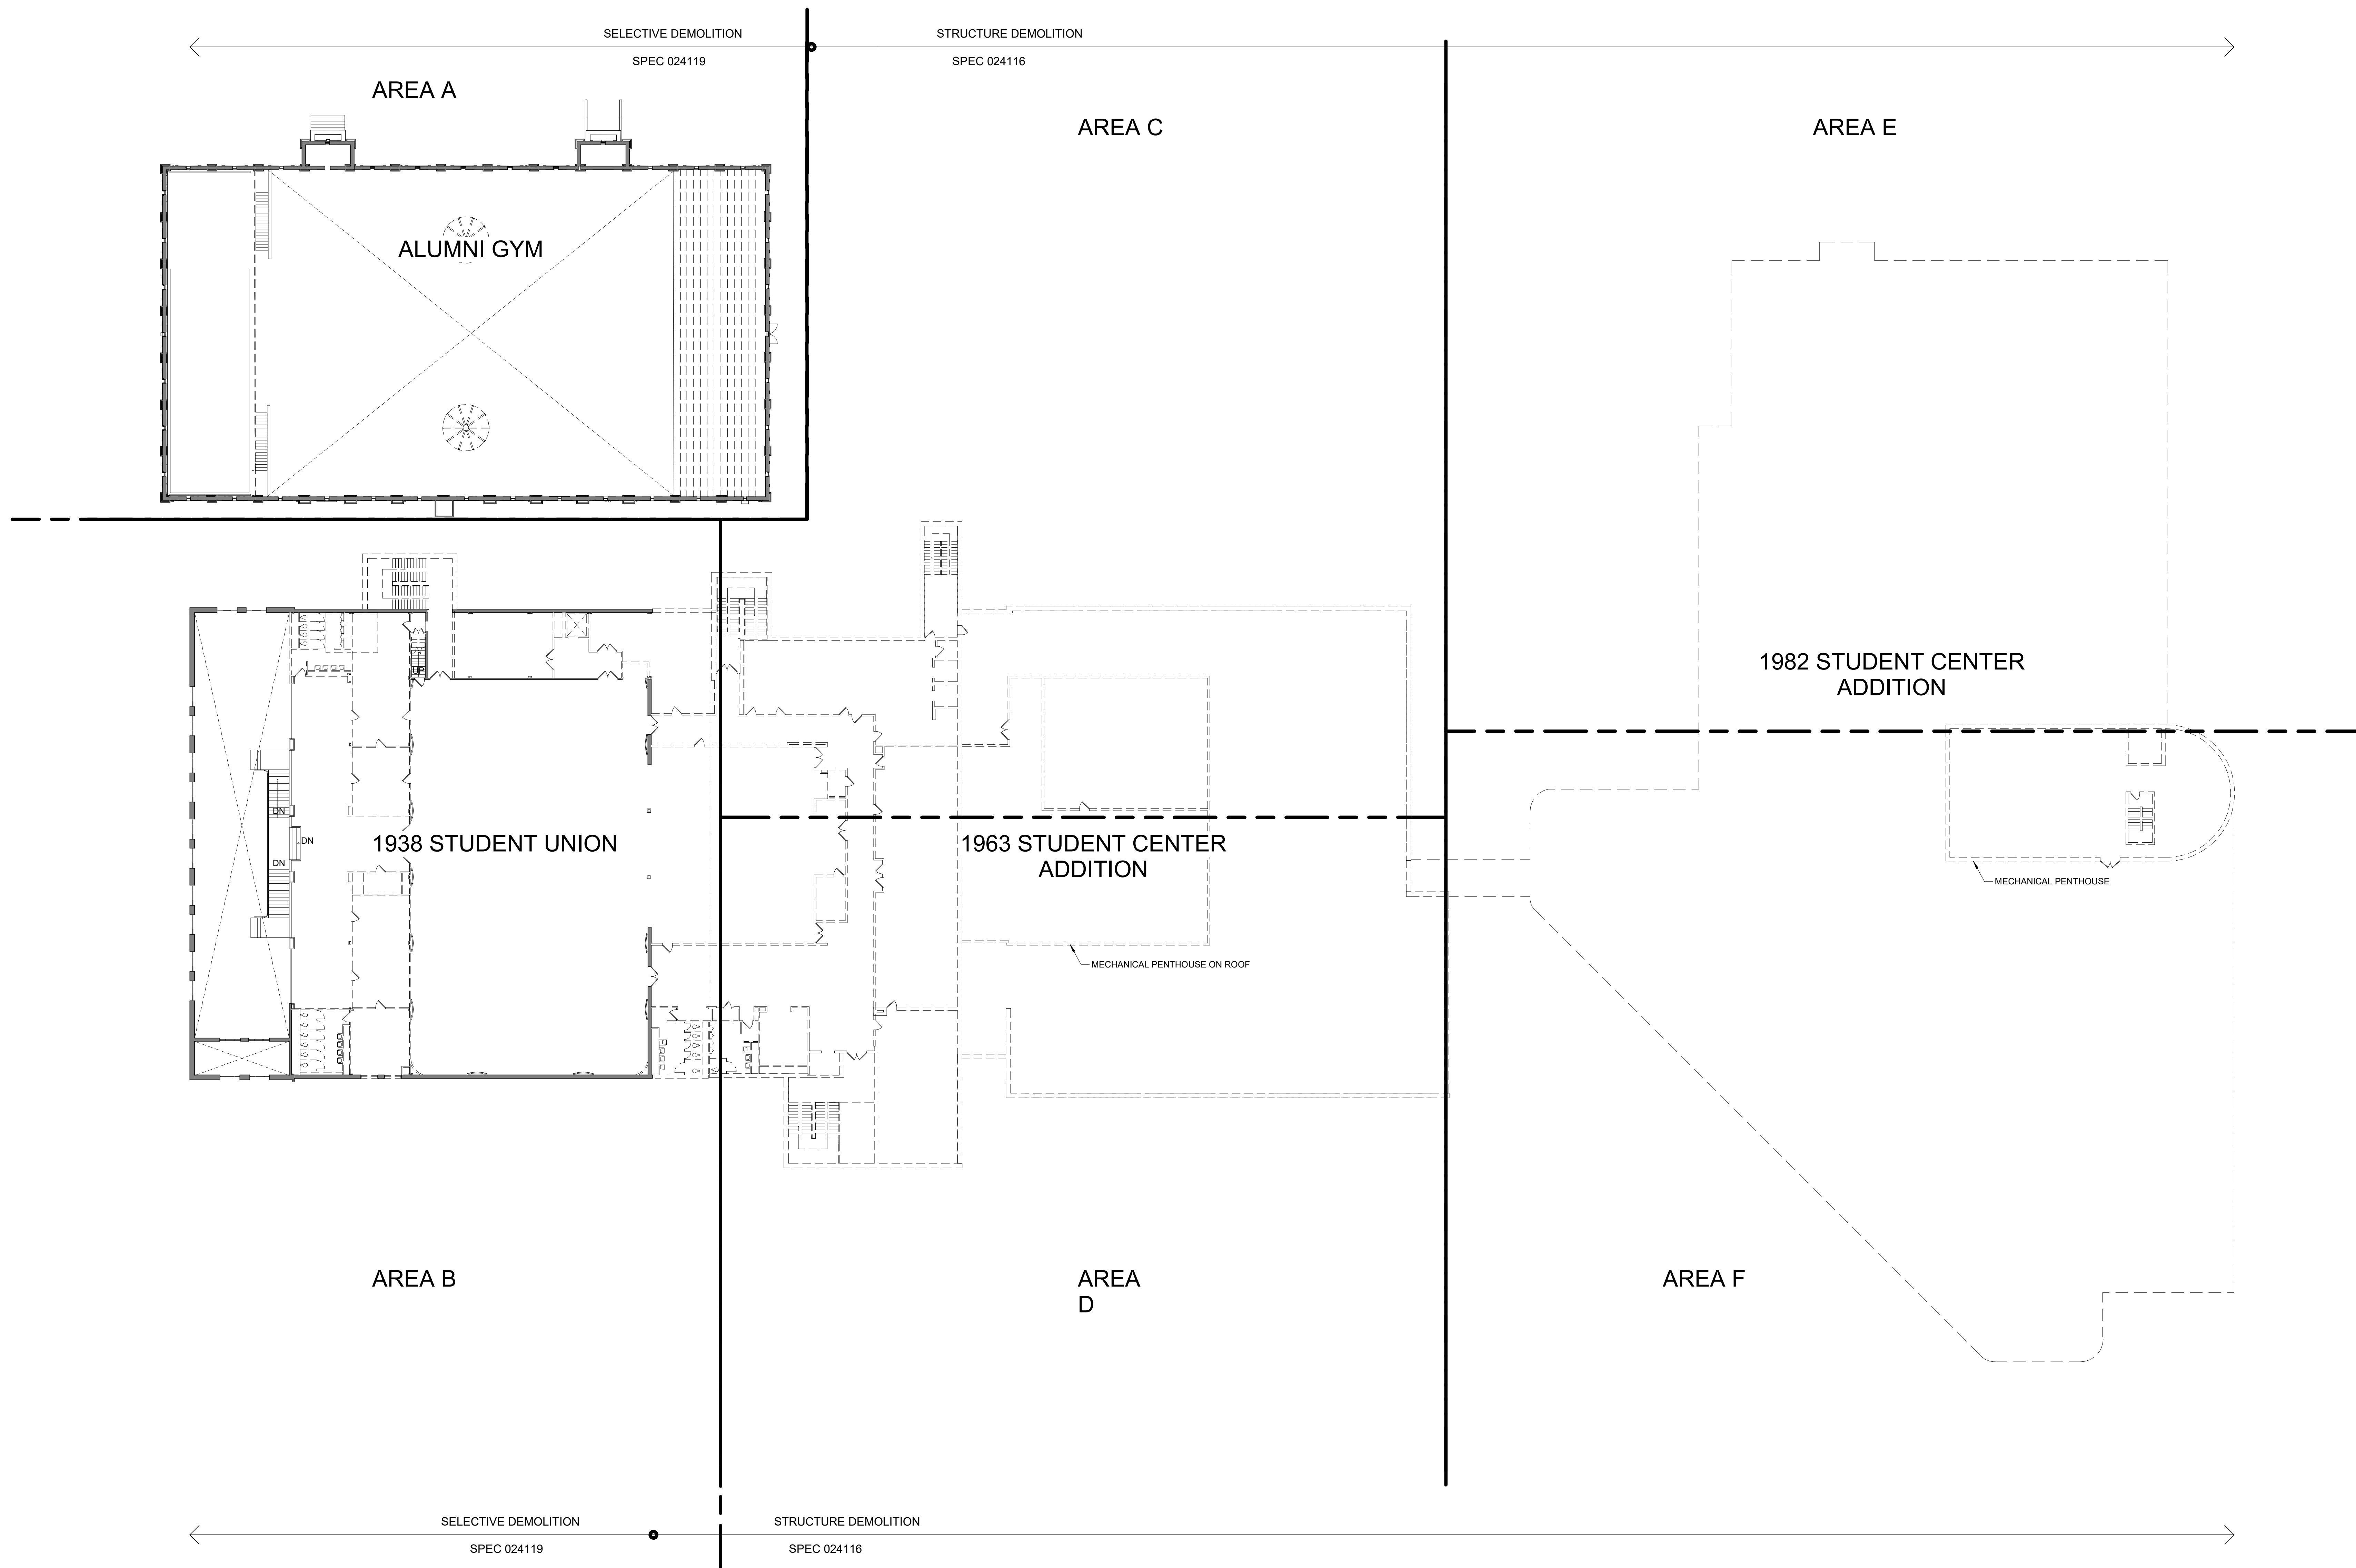 SELECTIVE DEMOLITION
STRUCTURE DEMOLITION
SPEC 024119
SPEC 024116
AREA A
AREA C
AREA E
ALUMNI GYM
UP
1982 STUDENT CENTER
ADDITION
DN
DN
DN
1938 STUDENT UNION
1963 STUDENT CENTER
ADDITION
MECHANICAL PENTHOUSE
MECHANICAL PENTHOUSE ON ROOF
AREA B
AREA
D
AREA F
SELECTIVE DEMOLITION
STRUCTURE DEMOLITION
SPEC 024119
SPEC 024116